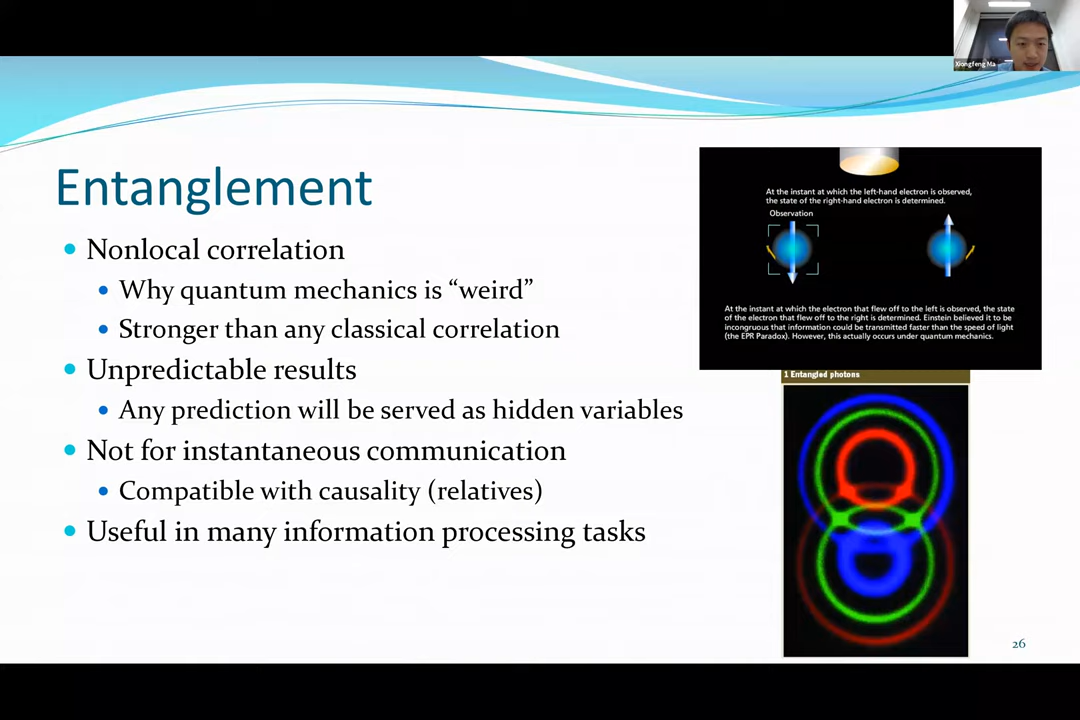 Xiongfeng Ma
Entanglement
Nonlocal correlation
Why quantum mechanics is “weird”
Stronger than any classical correlation
Unpredictable results
Any prediction will be served as hidden variables
Not for instantaneous communication
Compatible with causality (relatives)
Useful in many information processing tasks
At the instant at which the left-hand electron is observed,
the state of the right-hand electron is determined.
Observation
At the instant at which the electron that flew off to the left is observed, the state
of the electron that flew off to the right is determined. Einstein believed it to be
incongruous that information could be transmitted faster than the speed of light
(the EPR Paradox). However, this actually occurs under quantum mechanics.
1 Entangled photons
26